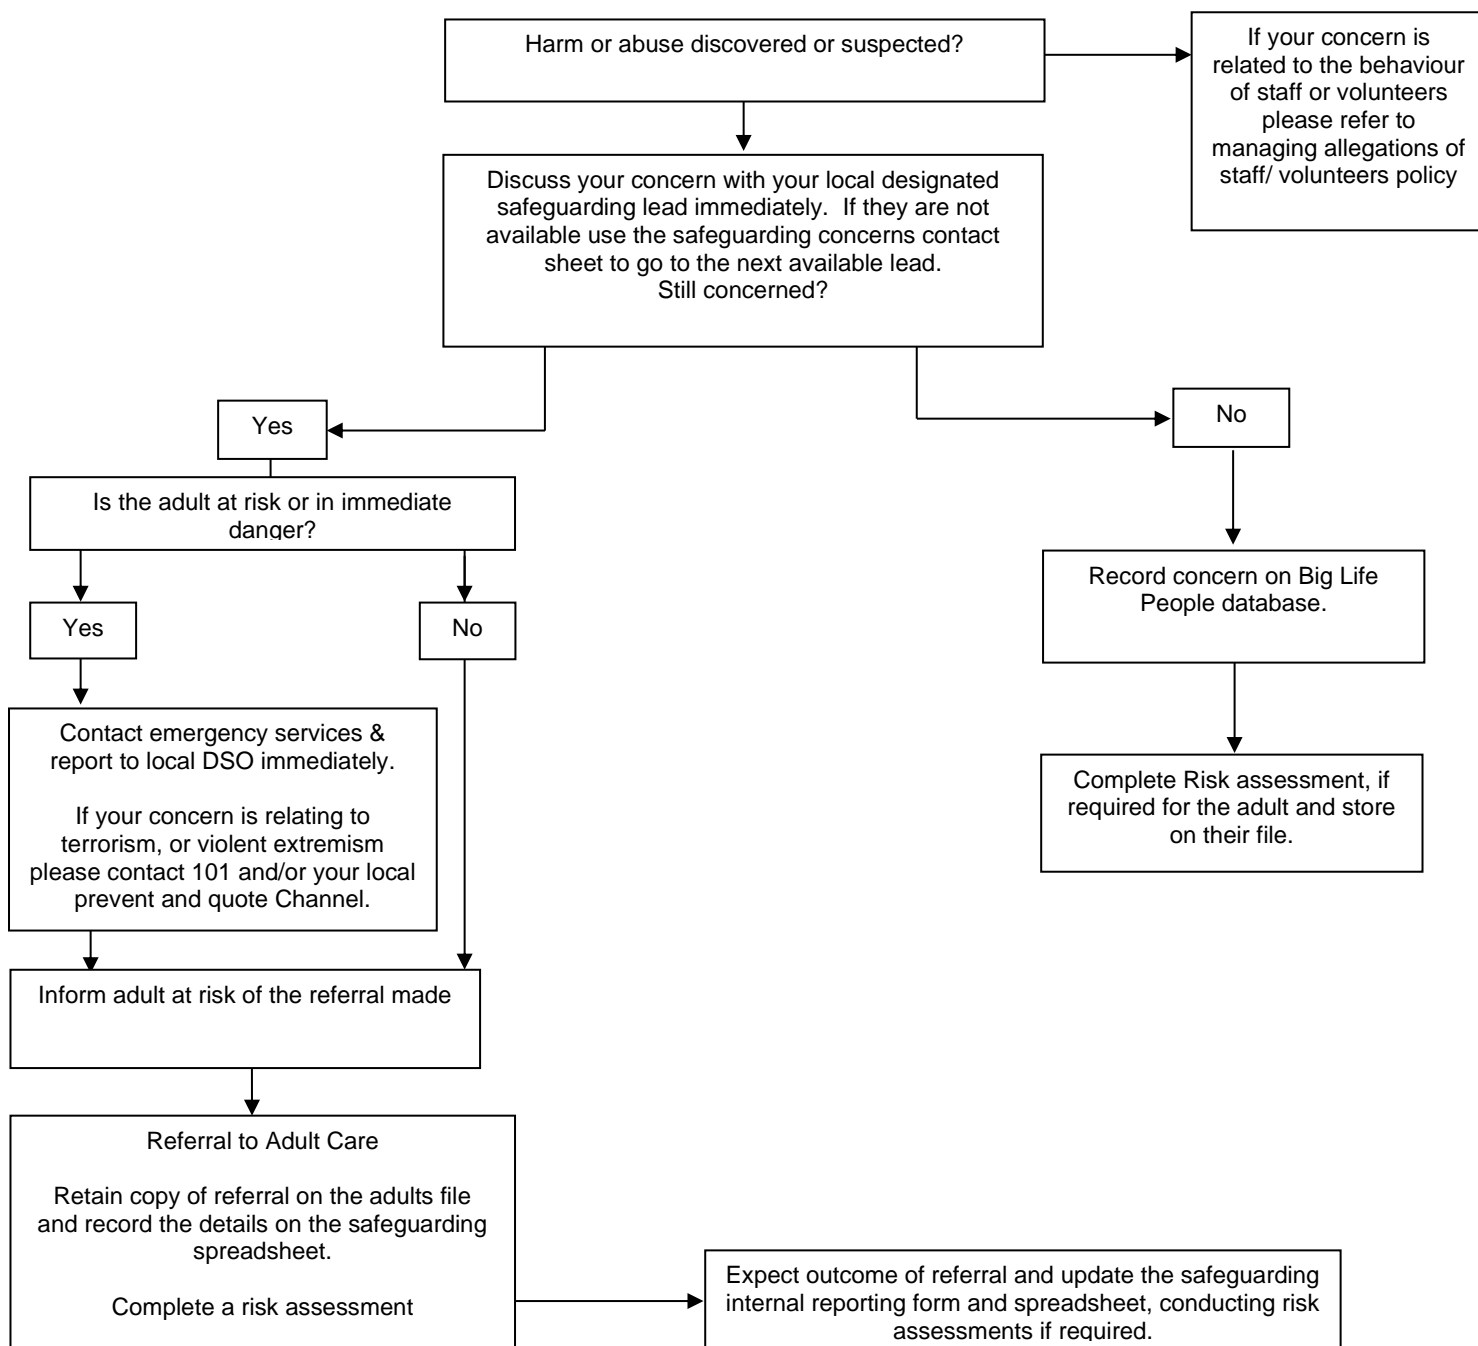 Harm or abuse discovered or suspected?
If your concern is
related to the behaviour
of staff or volunteers
please refer to
managing allegations of
staff/ volunteers policy
Discuss your concern with your local designated
safeguarding lead immediately.  If they are not
available use the safeguarding concerns contact
sheet to go to the next available lead.
Still concerned?
Yes
No
Is the adult at risk or in immediate
danger?
Yes
No
Record concern on Big Life
People database.
Contact emergency services &
report to local DSO immediately.
If your concern is relating to
terrorism, or violent extremism
please contact 101 and/or your local
prevent and quote Channel.
Complete Risk assessment, if
required for the adult and store
on their file.
Inform adult at risk of the referral made
Referral to Adult Care
Retain copy of referral on the adults file
and record the details on the safeguarding
spreadsheet.
Complete a risk assessment
Expect outcome of referral and update the safeguarding
internal reporting form and spreadsheet, conducting risk
assessments if required.